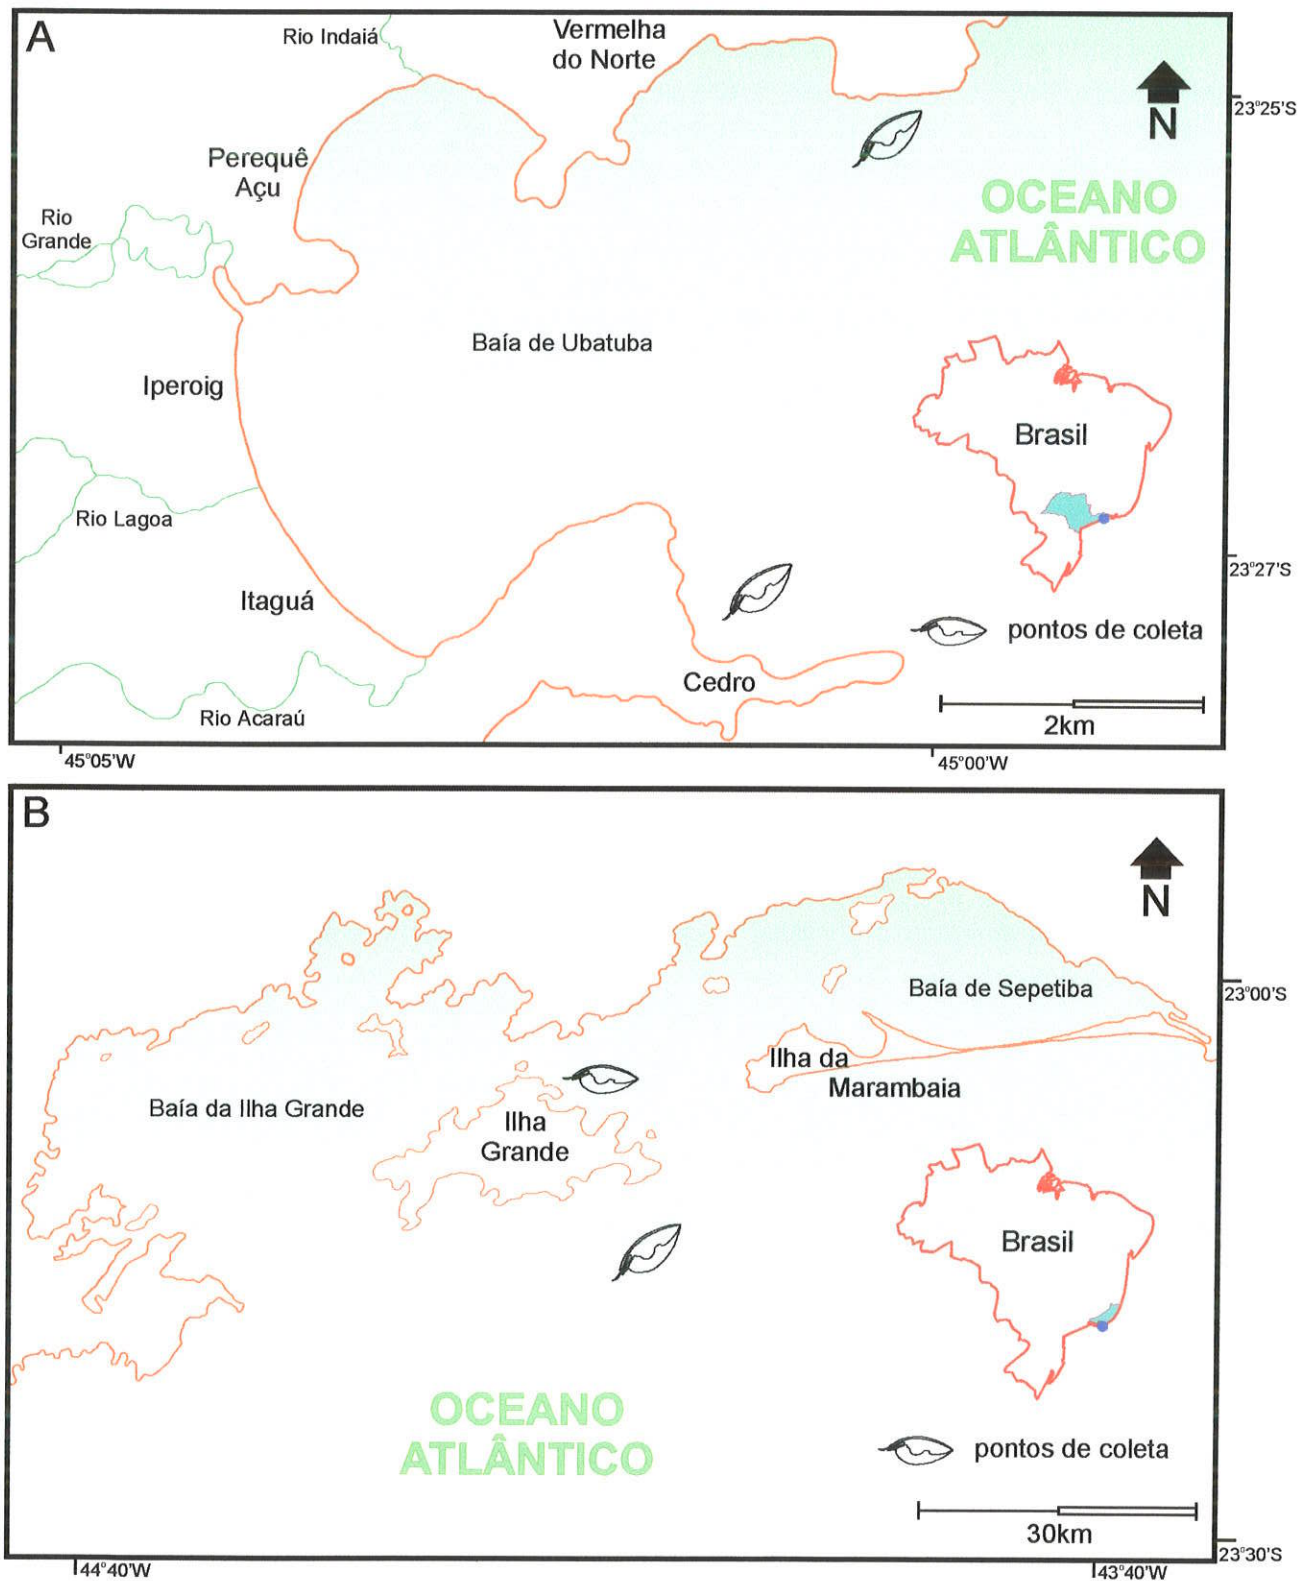 A
Rio Indaiá
Vermelha
do Norte
N
23°25'S
Perequê
Açu
OCEANO
ATLÂNTICO
Rio
Grande
Baía de Ubatuba
Iperoig
Brasil
Rio Lagoa
23°27'S
Itaguá
pontos de coleta
Cedro
Rio Acaraú
2km
45°05'W
45°00'W
B
N
Baía de Sepetiba
23°00'S
Ilha da
Marambaia
Baía da Ilha Grande
Ilha
Grande
Brasil
OCEANO
ATLÂNTICO
pontos de coleta
30km
23°30'S
44°40'W
43°40'W